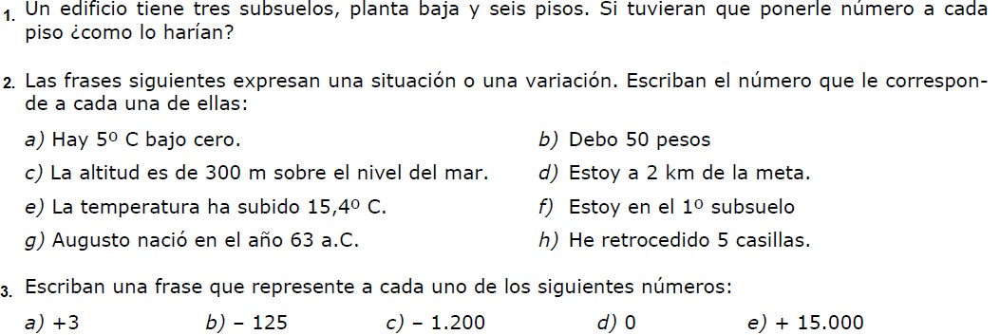 1. Un edificio tiene tres subsuelos, planta baja y seis pisos. Si tuvieran que ponerle número a cada
piso ¿como lo harían?
2. Las frases siguientes expresan una situación o una variación. Escriban el número que le correspon-
de a cada una de ellas:
a) Hay 5º C bajo cero. b) Debo 50 pesos
c) La altitud es de 300 m sobre el nivel del mar. d) Estoy a 2 km de la meta.
e) La temperatura ha subido 15,4º C. f) Estoy en el 1º subsuelo
g) Augusto nació en el año 63 a.C. h) He retrocedido 5 casillas.
3. Escriban una frase que represente a cada uno de los siguientes números:
a) +3 b) – 125 c) – 1.200 d) 0 e) + 15.000